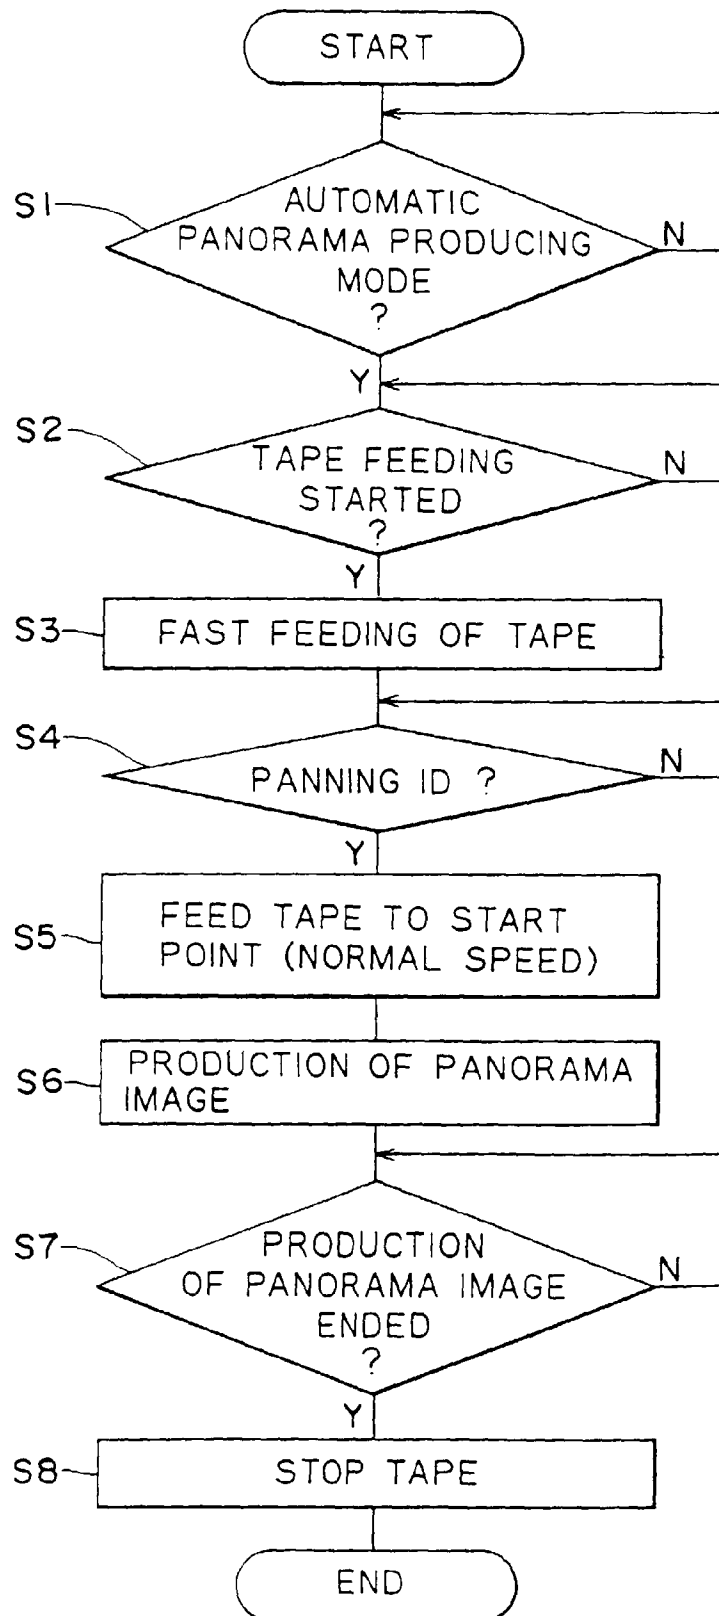 START
S1
AUTOMATIC
PANORAMA PRODUCING
MODE
?
N
Y
S2
TAPE FEEDING
STARTED
?
N
Y
S3
FAST FEEDING OF TAPE
S4
PANNING ID ?
N
Y
S5
FEED TAPE TO START
POINT (NORMAL SPEED)
S6
PRODUCTION OF PANORAMA
IMAGE
S7
PRODUCTION
OF PANORAMA IMAGE
ENDED
?
N
Y
S8
STOP TAPE
END